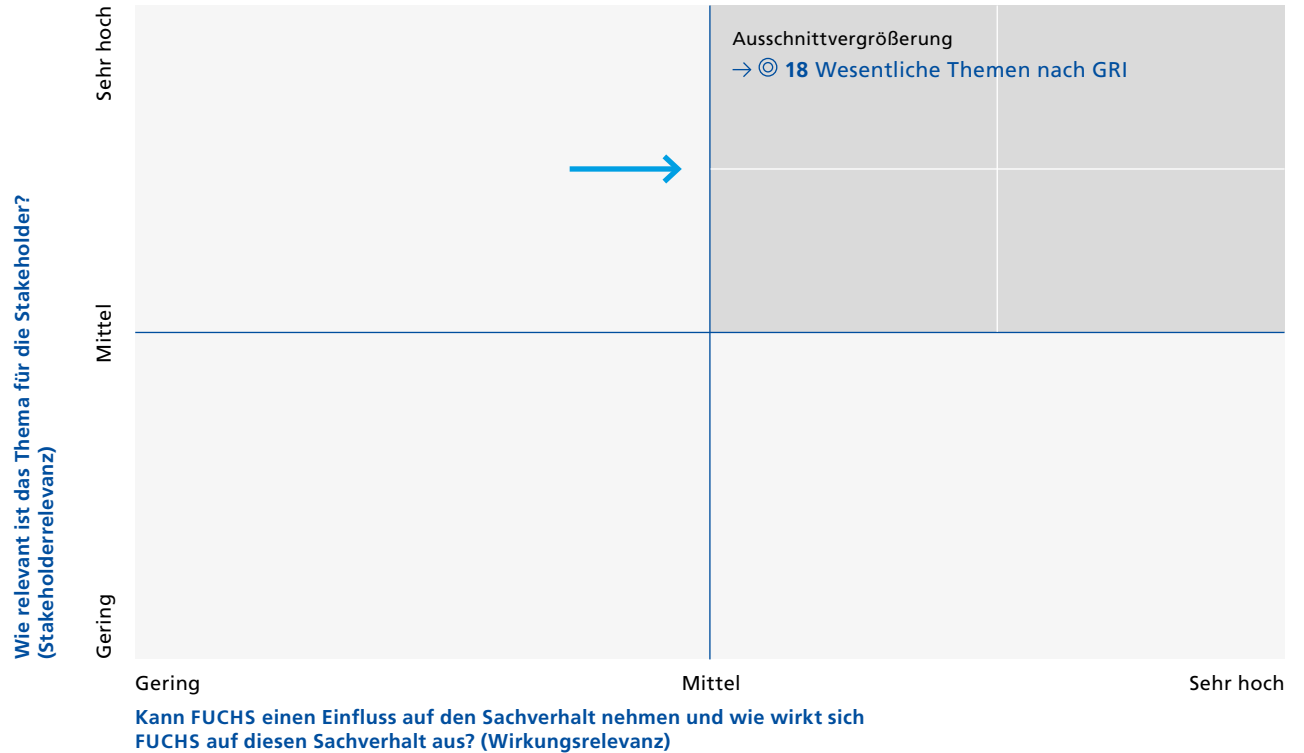 Wie relevant ist das Thema für die Stakeholder?
(Stakeholderrelevanz)
Sehr hoch
Mittel
Gering
Ausschnittvergrößerung
→ ◎ 18 Wesentliche Themen nach GRI
Gering
Mittel
Sehr hoch
Kann FUCHS einen Einfluss auf den Sachverhalt nehmen und wie wirkt sich
FUCHS auf diesen Sachverhalt aus? (Wirkungsrelevanz)